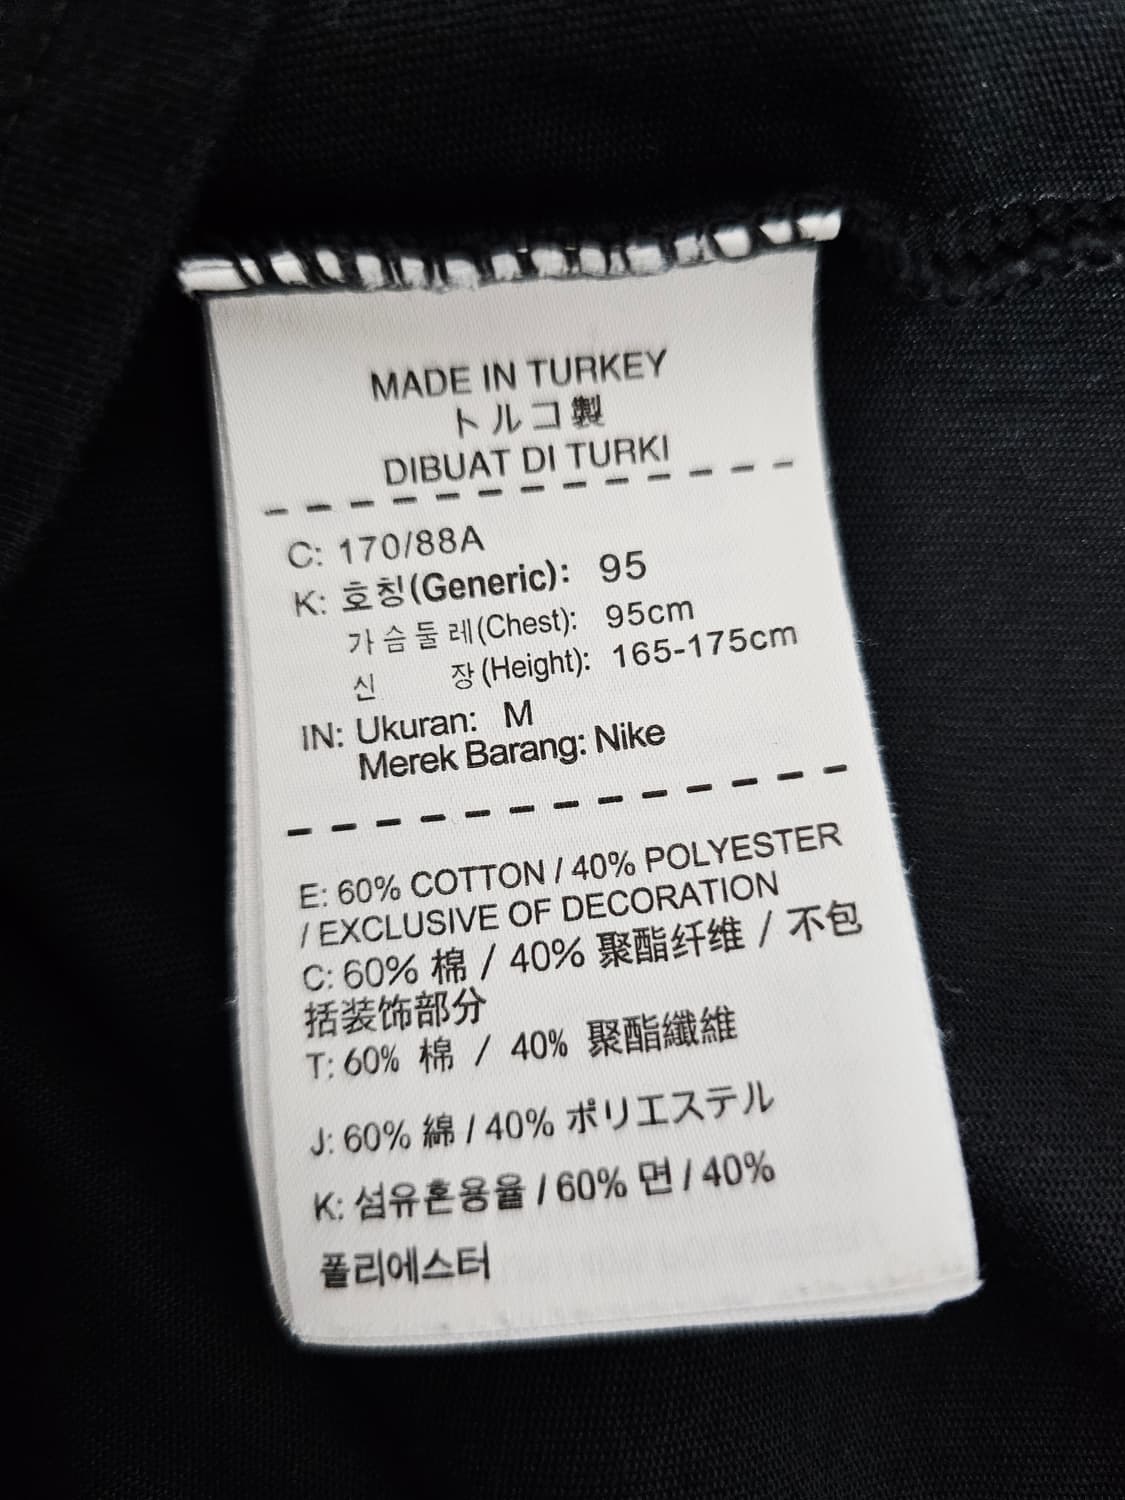 MADE IN TURKEY
トルコ製
DIBUAT DI TURKI
C: 170/88A
K: 호칭(Generic): 95
가슴둘레(Chest): 95cm
신 장(Height): 165-175cm
IN: Ukuran: M
Merek Barang: Nike
E: 60% COTTON / 40% POLYESTER
/ EXCLUSIVE OF DECORATION
C: 60% 棉 / 40% 聚酯纤维 / 不包
括装饰部分
T: 60% 棉 / 40% 聚酯纖維
J: 60% 綿 / 40% ポリエステル
K: 섬유혼용율 / 60% 면 / 40%
폴리에스터